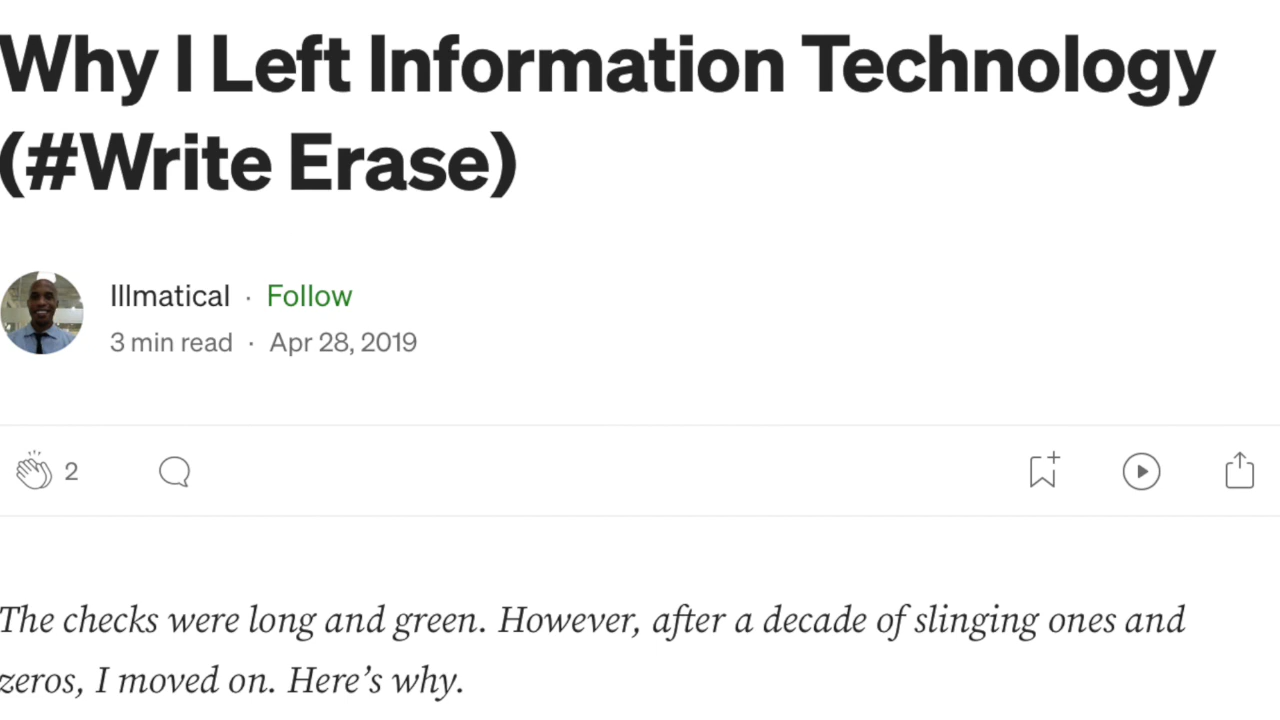 Why I Left Information Technology
(#Write Erase)
Illmatical · Follow
3 min read · Apr 28, 2019
2
The checks were long and green. However, after a decade of slinging ones and
zeros, I moved on. Here’s why.